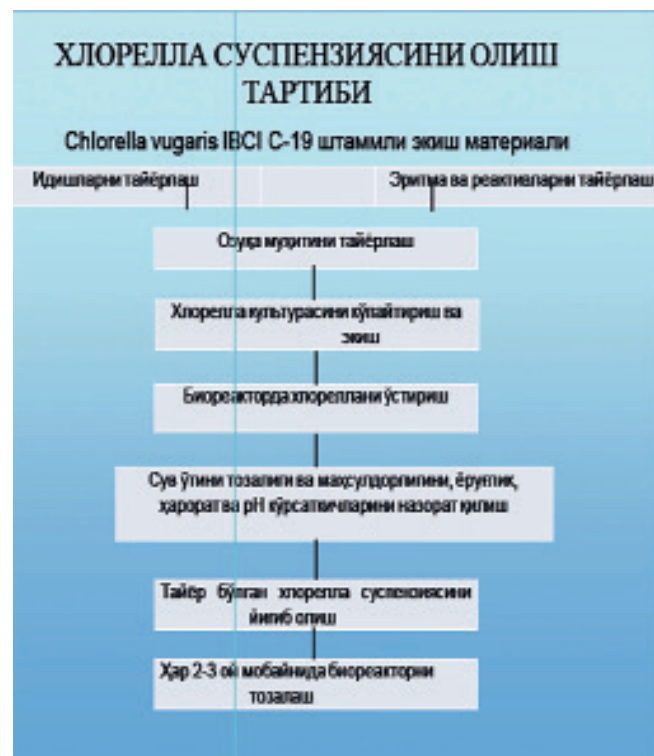 ХЛОРЕЛЛА СУСПЕНЗИЯСИНИ ОЛИШ
ТАРТИБИ
Chlorella vugaris IBCI C-19 штаммли экиш материали
Идишларни тайёрлаш
Эритма ва реактивларни тайёрлаш
Озуқа муҳитини тайёрлаш
Хлорелла культурасини кўпайтириш ва
экиш
Биореакторда хлореллани ўстириш
Сув ўтини тозалиги ва маҳсулдорлигини, ёруғлик,
ҳарорат ва pH кўрсаткичларини назорат қилиш
Тайёр бўлган хлорелла суспензиясини
йиғиб олиш
Ҳар 2-3 ой мобайнида биореакторни
тозалаш